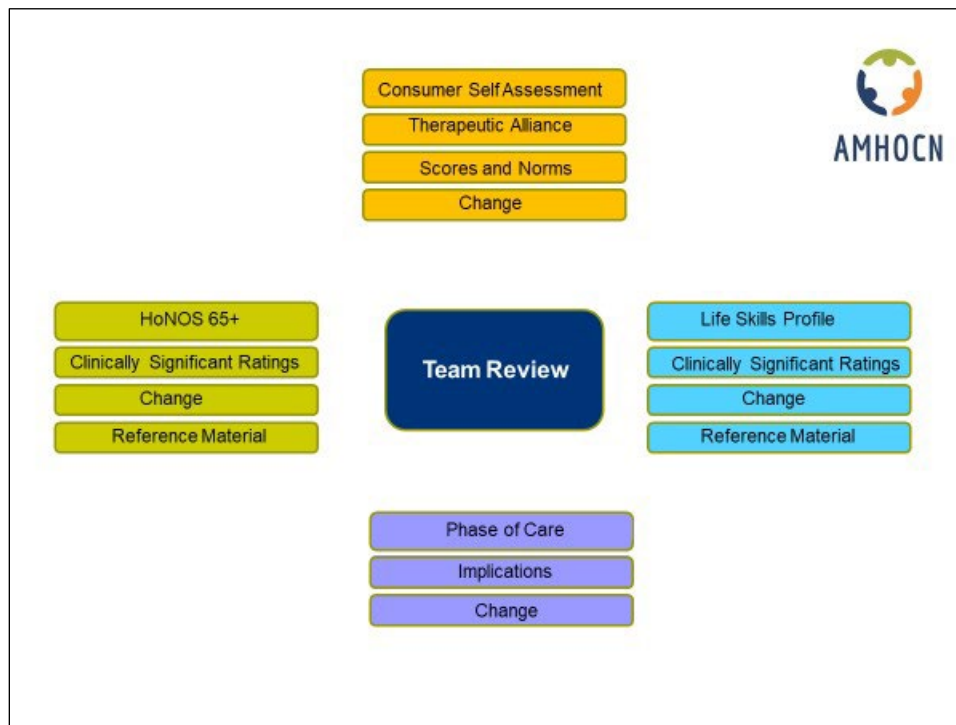 Consumer Self Assessment
Therapeutic Alliance
Scores and Norms
Change
AMHOCN
HoNOS 65+
Clinically Significant Ratings
Change
Reference Material
Team Review
Life Skills Profile
Clinically Significant Ratings
Change
Reference Material
Phase of Care
Implications
Change